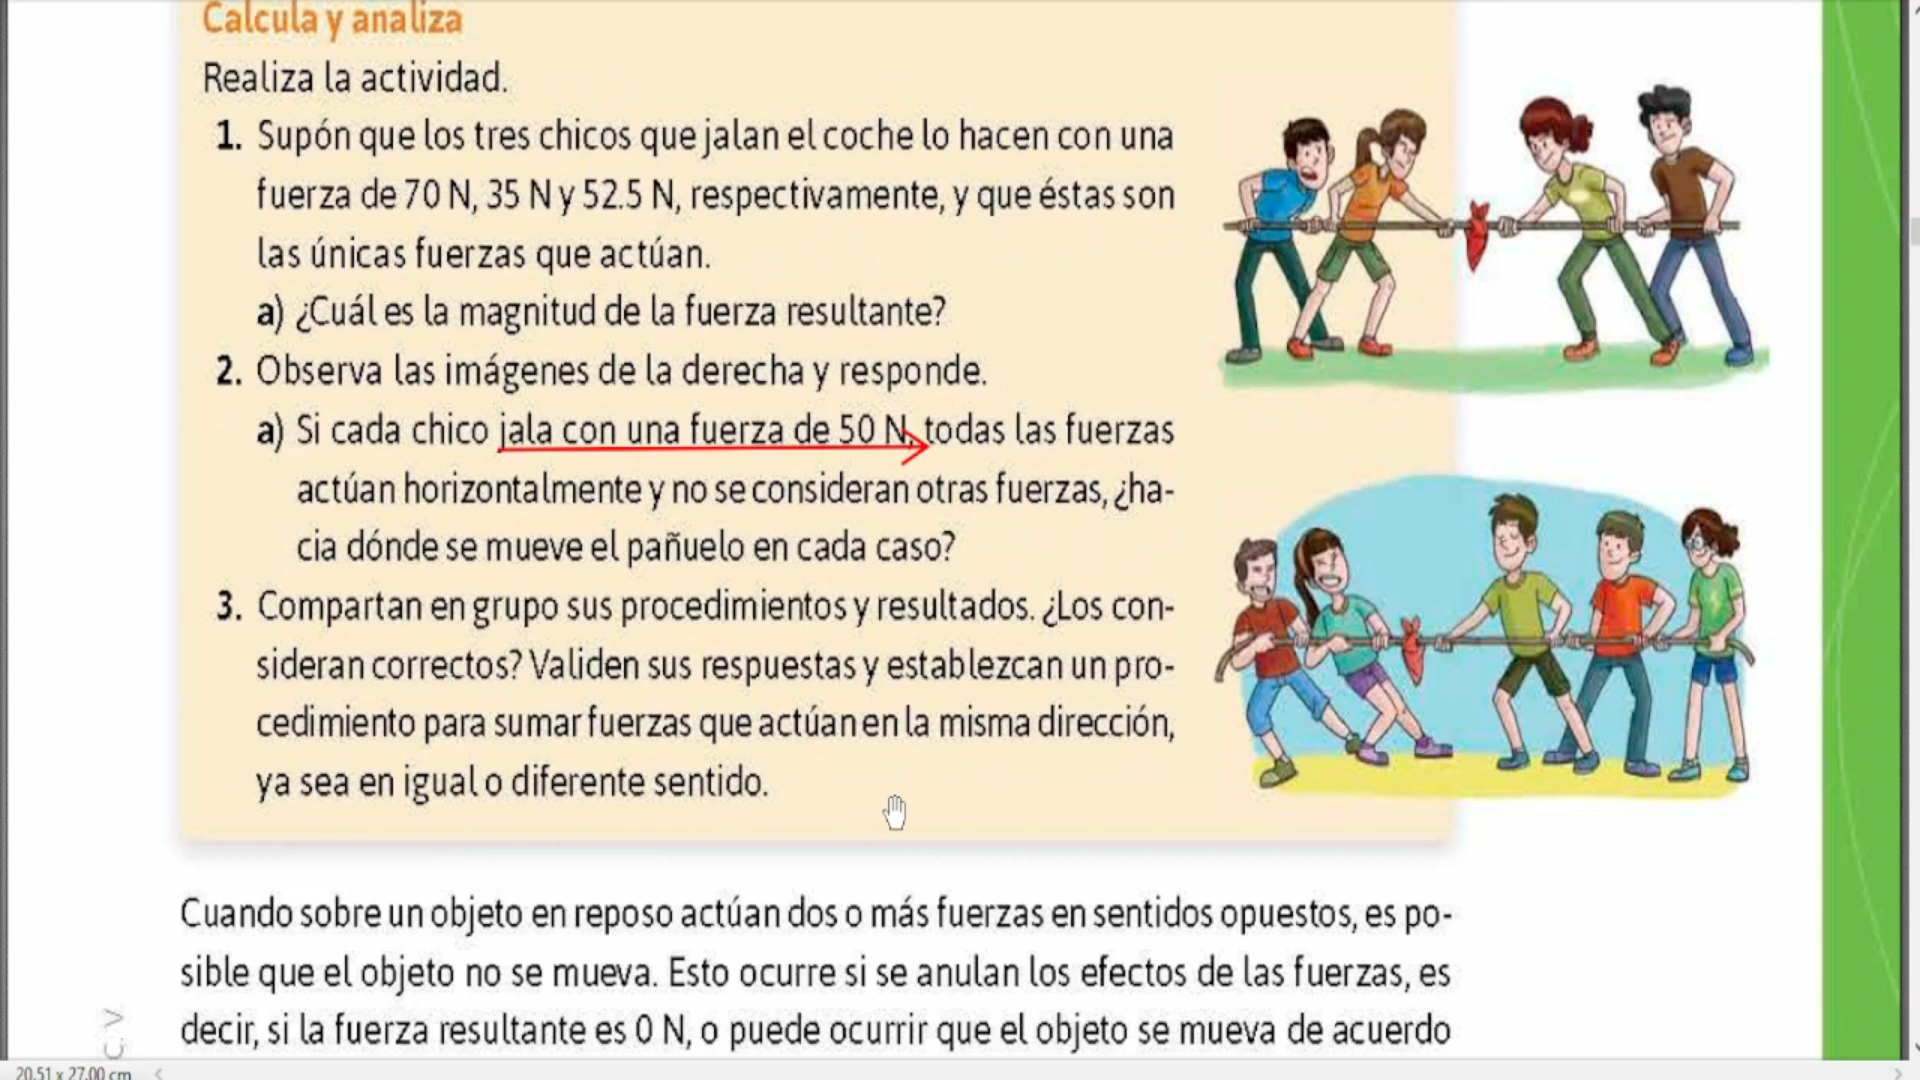 Calcula y analiza
Realiza la actividad.
1. Supón que los tres chicos que jalan el coche lo hacen con una
fuerza de 70 N, 35 N y 52.5 N, respectivamente, y que éstas son
las únicas fuerzas que actúan.
a) ¿Cuál es la magnitud de la fuerza resultante?
2. Observa las imágenes de la derecha y responde.
a) Si cada chico jala con una fuerza de 50 N, todas las fuerzas
actúan horizontalmente y no se consideran otras fuerzas, ¿ha-
cia dónde se mueve el pañuelo en cada caso?
3. Compartan en grupo sus procedimientos y resultados. ¿Los con-
sideran correctos? Validen sus respuestas y establezcan un pro-
cedimiento para sumar fuerzas que actúan en la misma dirección,
ya sea en igual o diferente sentido.
Cuando sobre un objeto en reposo actúan dos o más fuerzas en sentidos opuestos, es po-
sible que el objeto no se mueva. Esto ocurre si se anulan los efectos de las fuerzas, es
decir, si la fuerza resultante es 0 N, o puede ocurrir que el objeto se mueva de acuerdo
C.V.
20.51 x 27.00 cm